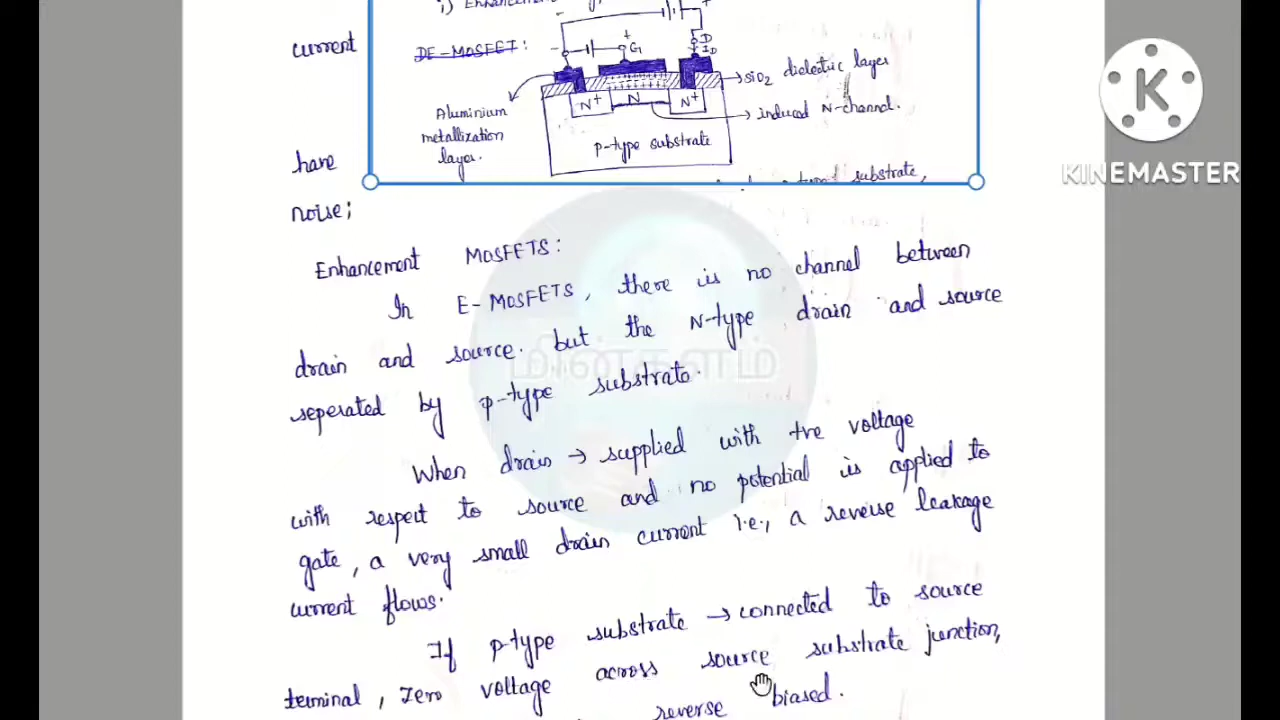 i) Enhancement
current
DE-MOSFET:
-
+
-
+
G
D
ID
SiO2 dielectric layer
N+
N
N+
induced N-channel.
Aluminium
metallization
layer.
p-type substrate
have
substrate,
noise;
Enhancement MOSFETS:
In E-MOSFETS, there is no channel between
drain and source. but the N-type drain and source
seperated by p-type substrate.
மின்களம்
When drain → supplied with +ve voltage
with respect to source and no potential is applied to
gate, a very small drain current i.e., a reverse leakage
current flows.
If p-type substrate → connected to source
terminal, zero voltage across source substrate junction,
reverse biased.
K
KINEMASTER